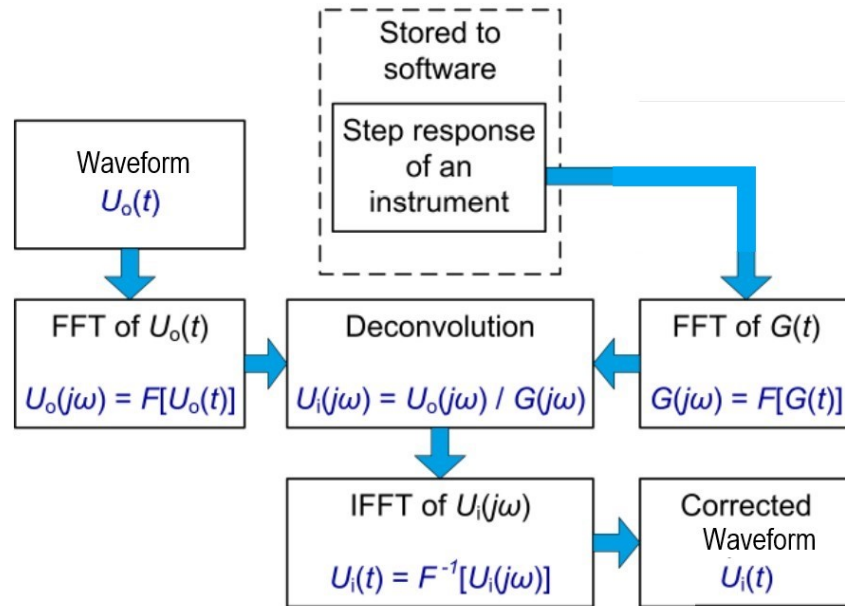 Stored to
software
Step response
of an
instrument
Waveform
Uₒ(t)
FFT of Uₒ(t)
Uₒ(jω) = F[Uₒ(t)]
Deconvolution
Uᵢ(jω) = Uₒ(jω) / G(jω)
FFT of G(t)
G(jω) = F[G(t)]
IFFT of Uᵢ(jω)
Uᵢ(t) = F⁻¹[Uᵢ(jω)]
Corrected
Waveform
Uᵢ(t)